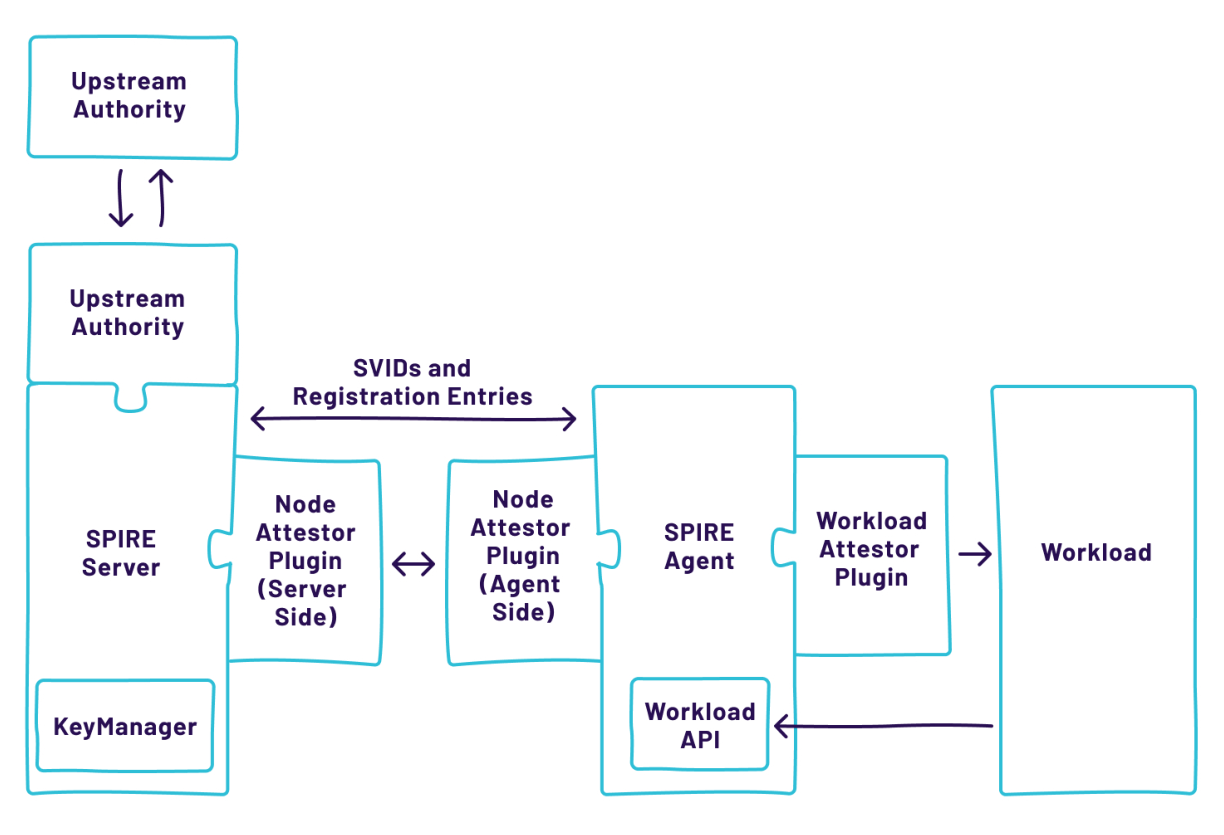 Upstream
Authority
Upstream
Authority
SVIDs and
Registration Entries
SPIRE
Server
Node
Attestor
Plugin
(Server
Side)
Node
Attestor
Plugin
(Agent
Side)
SPIRE
Agent
Workload
Attestor
Plugin
Workload
KeyManager
Workload
API